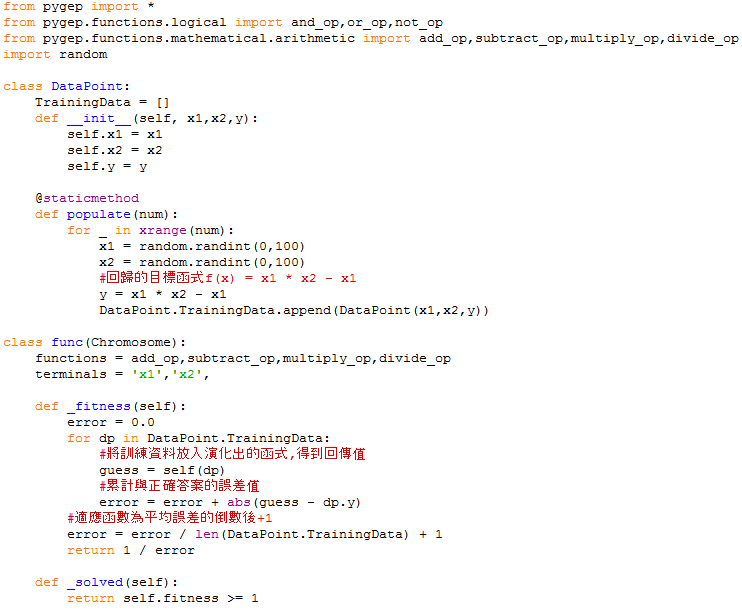 from pygep import *
from pygep.functions.logical import and_op,or_op,not_op
from pygep.functions.mathematical.arithmetic import add_op,subtract_op,multiply_op,divide_op
import random

class DataPoint:
    TrainingData = []
    def __init__(self, x1,x2,y):
        self.x1 = x1
        self.x2 = x2
        self.y = y

    @staticmethod
    def populate(num):
        for _ in xrange(num):
            x1 = random.randint(0,100)
            x2 = random.randint(0,100)
            #回歸的目標函式f(x) = x1 * x2 - x1
            y = x1 * x2 - x1
            DataPoint.TrainingData.append(DataPoint(x1,x2,y))

class func(Chromosome):
    functions = add_op,subtract_op,multiply_op,divide_op
    terminals = 'x1','x2',

    def _fitness(self):
        error = 0.0
        for dp in DataPoint.TrainingData:
            #將訓練資料放入演化出的函式,得到回傳值
            guess = self(dp)
            #累計與正確答案的誤差值
            error = error + abs(guess - dp.y)
        #適應函數為平均誤差的倒數後+1
        error = error / len(DataPoint.TrainingData) + 1
        return 1 / error

    def _solved(self):
        return self.fitness >= 1